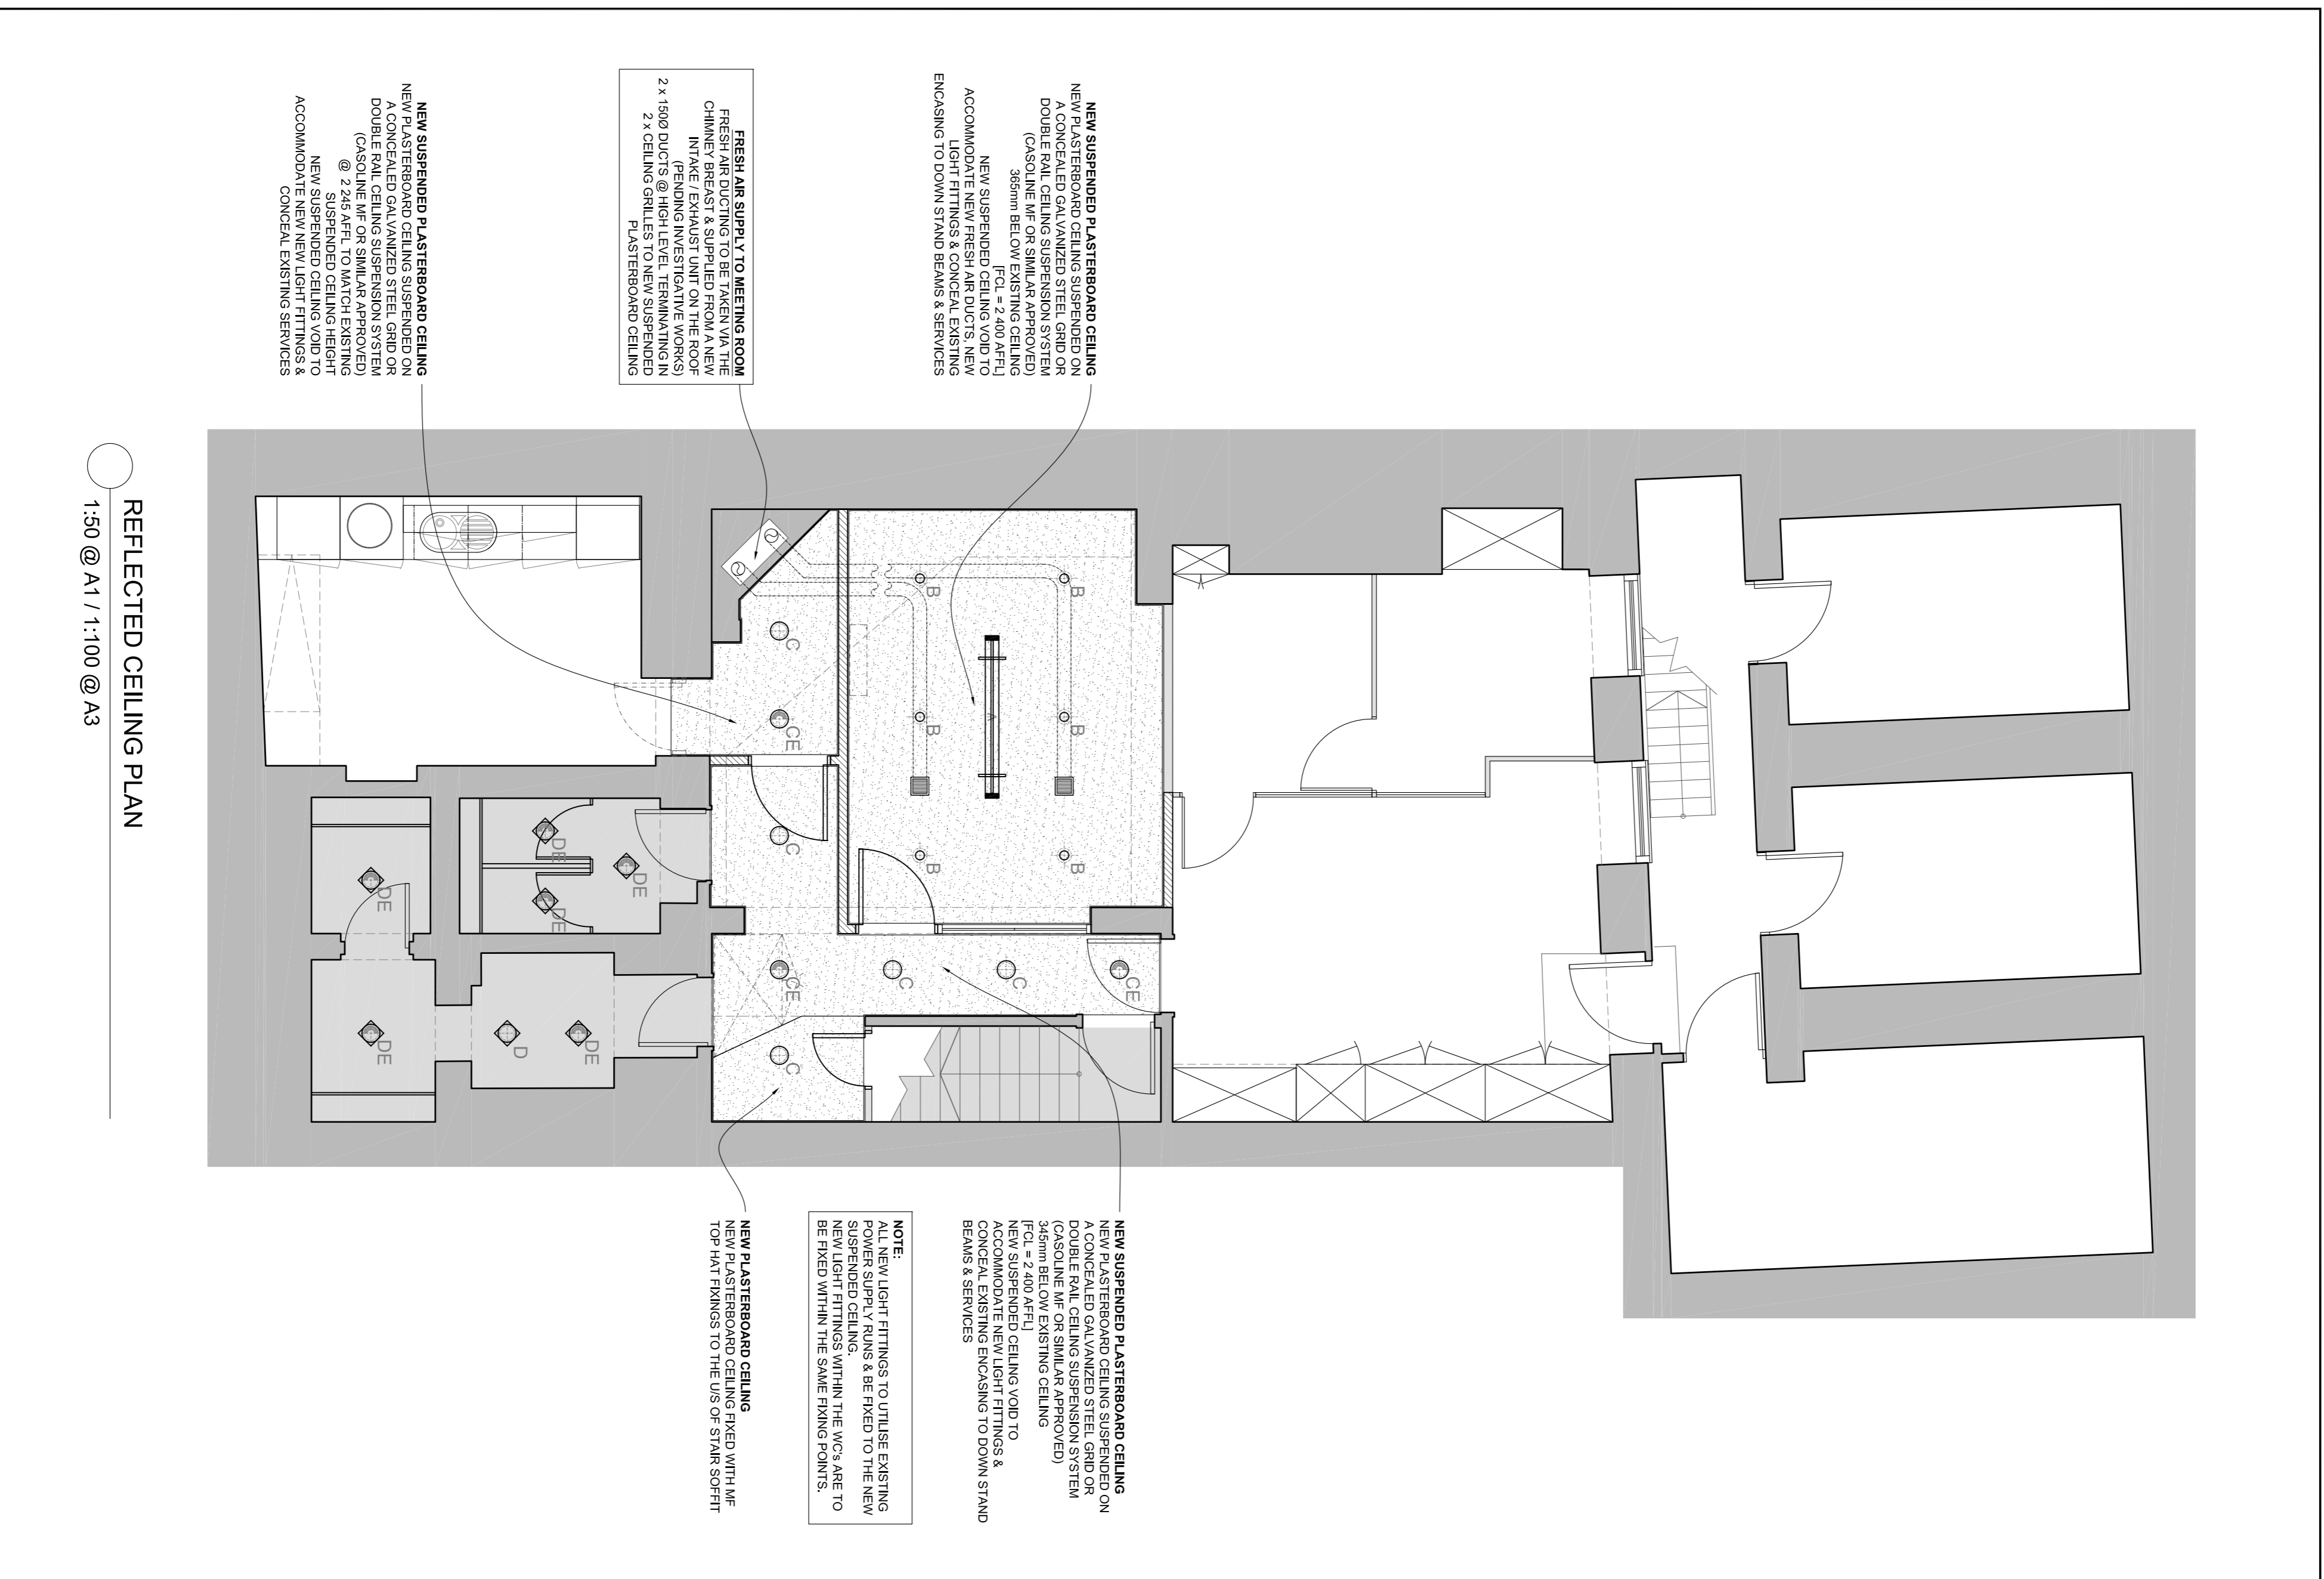 NEW SUSPENDED PLASTERBOARD CEILING
NEW PLASTERBOARD CEILING SUSPENDED ON
A CONCEALED GALVANIZED STEEL GRID OR
DOUBLE RAIL CEILING SUSPENSION SYSTEM
(CASOLINE MF OR SIMILAR APPROVED)
365mm BELOW EXISTING CEILING
[FCL = 2 400 AFFL]
NEW SUSPENDED CEILING VOID TO
ACCOMMODATE NEW FRESH AIR DUCTS, NEW
LIGHT FITTINGS & CONCEAL EXISTING
ENCASING TO DOWN STAND BEAMS & SERVICES
FRESH AIR SUPPLY TO MEETING ROOM
FRESH AIR DUCTING TO BE TAKEN VIA THE
CHIMNEY BREAST & SUPPLIED FROM A NEW
INTAKE / EXHAUST UNIT ON THE ROOF
(PENDING INVESTIGATIVE WORKS)
2 x 150Ø DUCTS @ HIGH LEVEL TERMINATING IN
2 x CEILING GRILLES TO NEW SUSPENDED
PLASTERBOARD CEILING
NEW SUSPENDED PLASTERBOARD CEILING
NEW PLASTERBOARD CEILING SUSPENDED ON
A CONCEALED GALVANIZED STEEL GRID OR
DOUBLE RAIL CEILING SUSPENSION SYSTEM
(CASOLINE MF OR SIMILAR APPROVED)
@ 2 245 AFFL TO MATCH EXISTING
SUSPENDED CEILING HEIGHT
NEW SUSPENDED CEILING VOID TO
ACCOMMODATE NEW NEW LIGHT FITTINGS &
CONCEAL EXISTING SERVICES
B
B
B
B
B
B
A
C
CE
C
CE
C
C
CE
C
DE
DE
DE
DE
DE
D
DE
NEW SUSPENDED PLASTERBOARD CEILING
NEW PLASTERBOARD CEILING SUSPENDED ON
A CONCEALED GALVANIZED STEEL GRID OR
DOUBLE RAIL CEILING SUSPENSION SYSTEM
(CASOLINE MF OR SIMILAR APPROVED)
345mm BELOW EXISTING CEILING
[FCL = 2 400 AFFL]
NEW SUSPENDED CEILING VOID TO
ACCOMMODATE NEW LIGHT FITTINGS &
CONCEAL EXISTING ENCASING TO DOWN STAND
BEAMS & SERVICES
NOTE:
ALL NEW LIGHT FITTINGS TO UTILISE EXISTING
POWER SUPPLY RUNS & BE FIXED TO THE NEW
SUSPENDED CEILING.
NEW LIGHT FITTINGS WITHIN THE WC's ARE TO
BE FIXED WITHIN THE SAME FIXING POINTS.
NEW PLASTERBOARD CEILING
NEW PLASTERBOARD CEILING FIXED WITH MF
TOP HAT FIXINGS TO THE U/S OF STAIR SOFFIT
REFLECTED CEILING PLAN
1:50 @ A1 / 1:100 @ A3